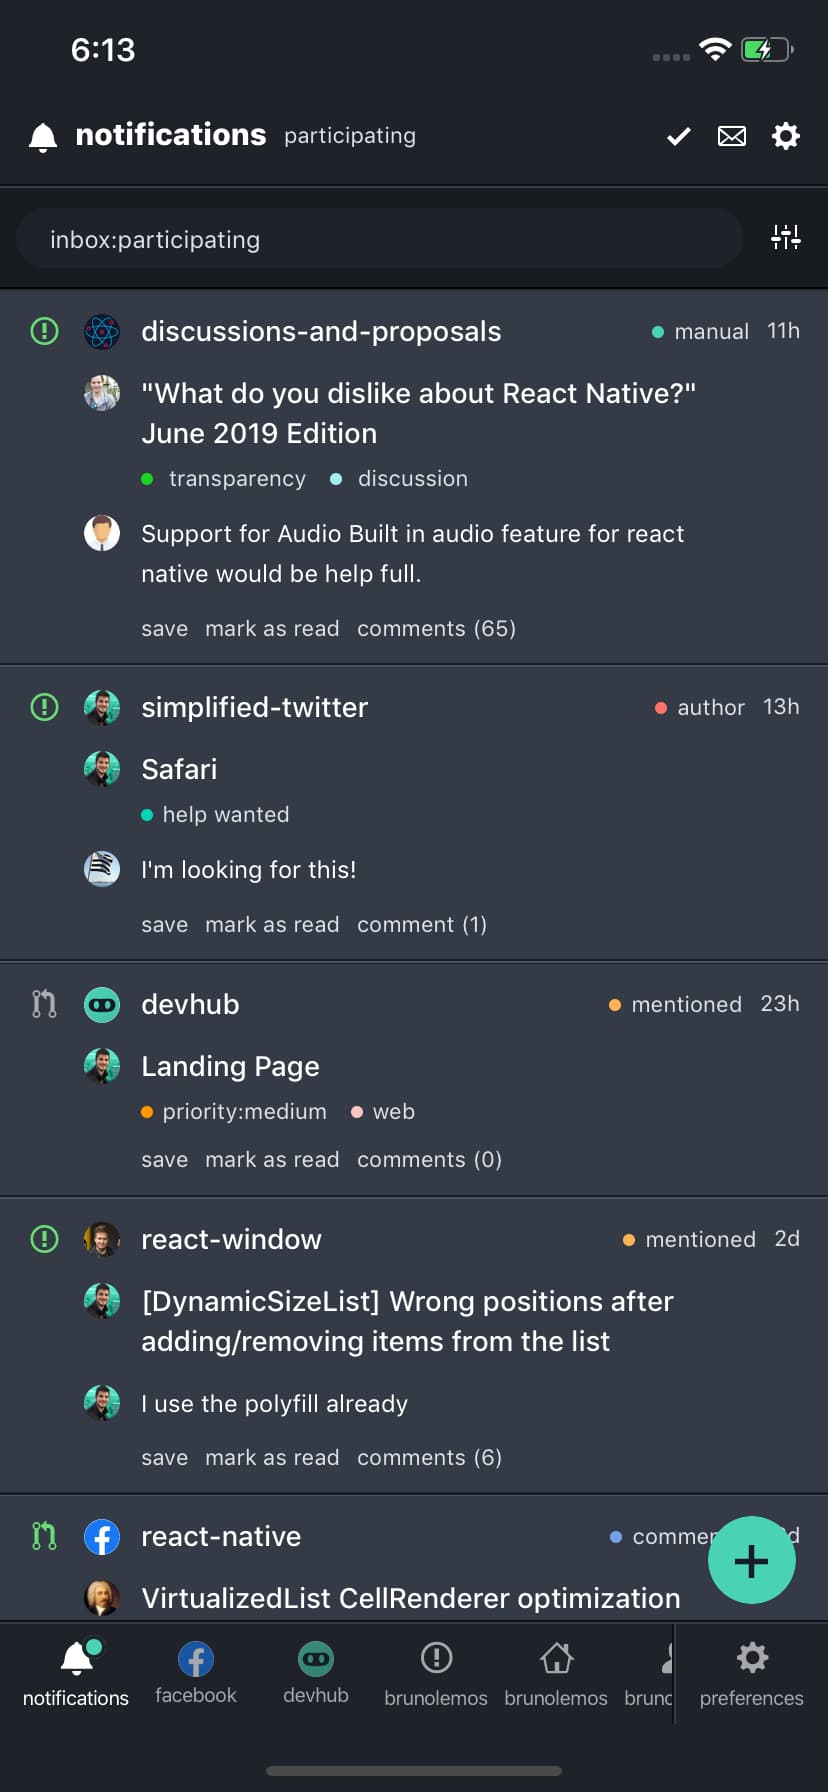 6:13
notifications participating
inbox:participating
discussions-and-proposals manual 11h
"What do you dislike about React Native?"
June 2019 Edition
transparency discussion
Support for Audio Built in audio feature for react
native would be help full.
save mark as read comments (65)
simplified-twitter author 13h
Safari
help wanted
I'm looking for this!
save mark as read comment (1)
devhub mentioned 23h
Landing Page
priority:medium web
save mark as read comments (0)
react-window mentioned 2d
[DynamicSizeList] Wrong positions after
adding/removing items from the list
I use the polyfill already
save mark as read comments (6)
react-native
VirtualizedList CellRenderer optimization
notifications facebook devhub brunolemos brunolemos preferences